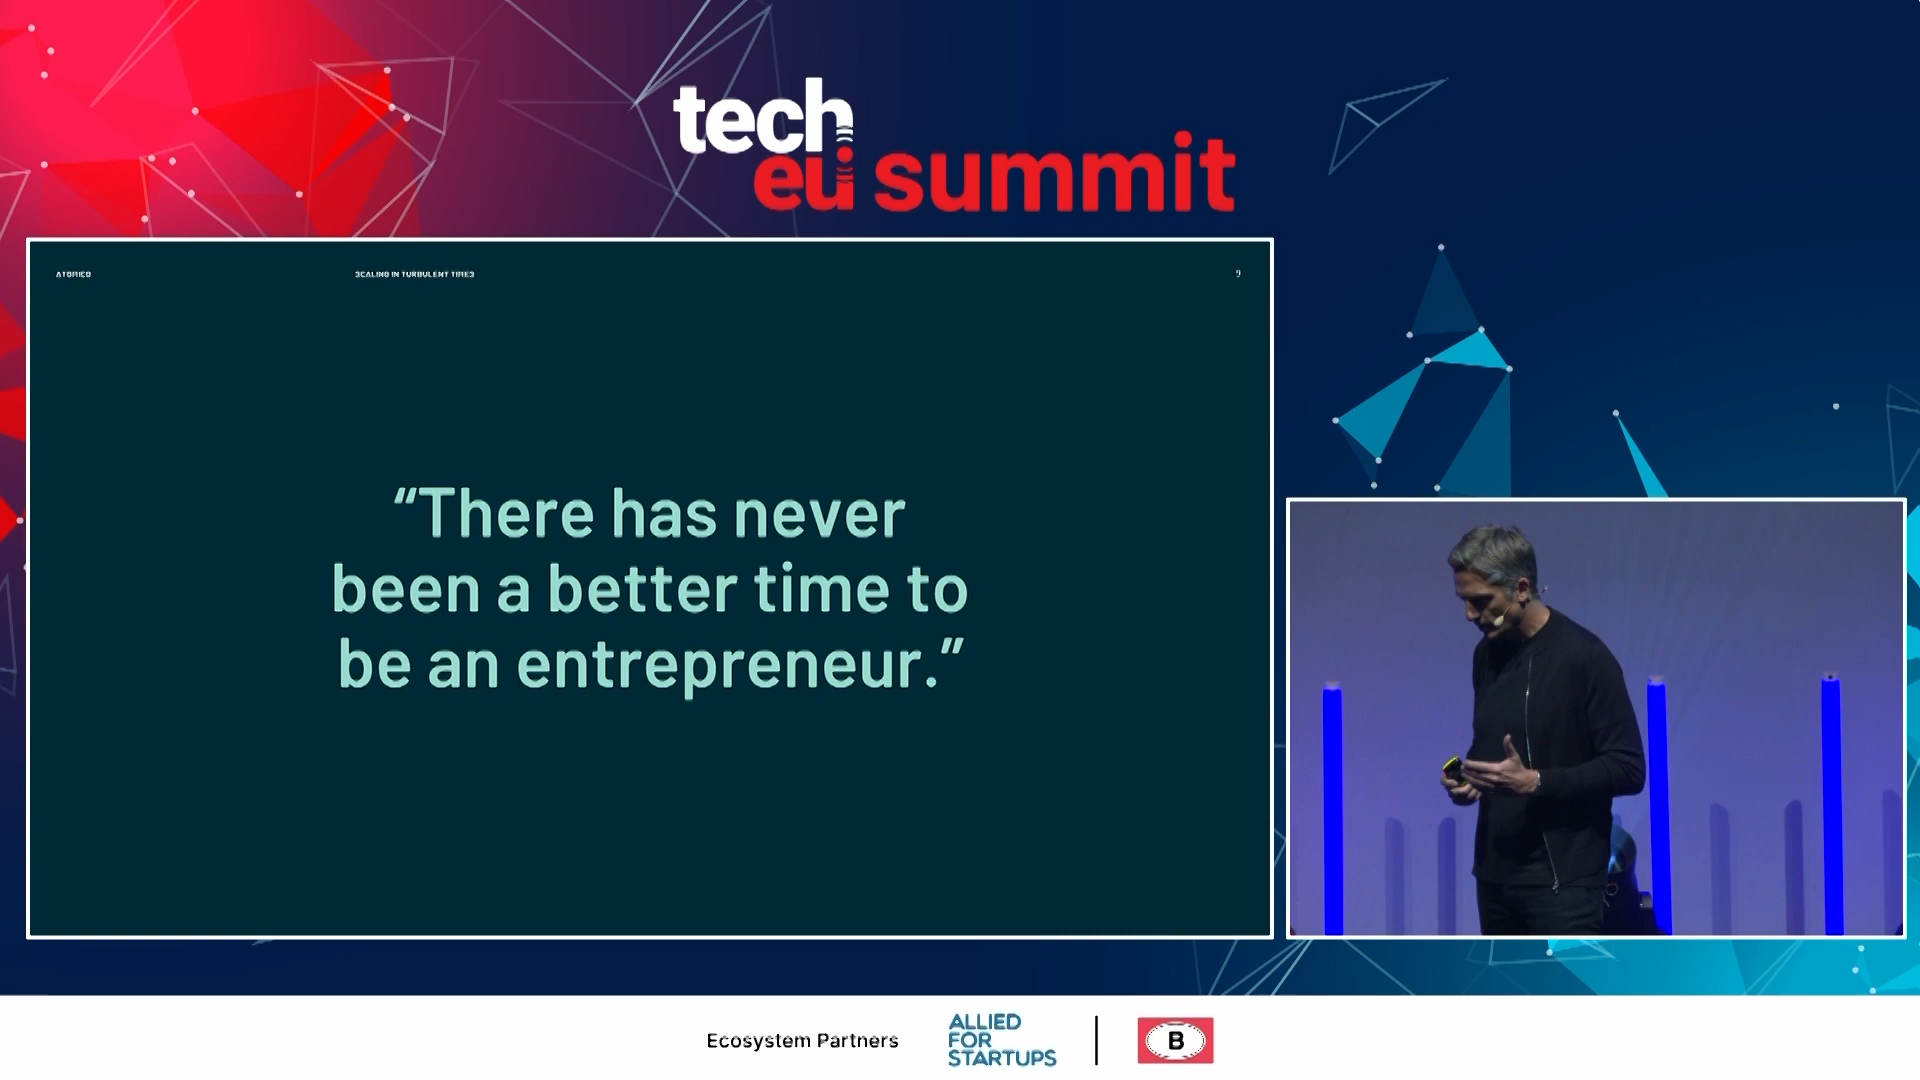 tech
eu summit
ATOMICO
SCALING IN TURBULENT TIMES
9
“There has never
been a better time to
be an entrepreneur.”
Ecosystem Partners
ALLIED
FOR
STARTUPS
B